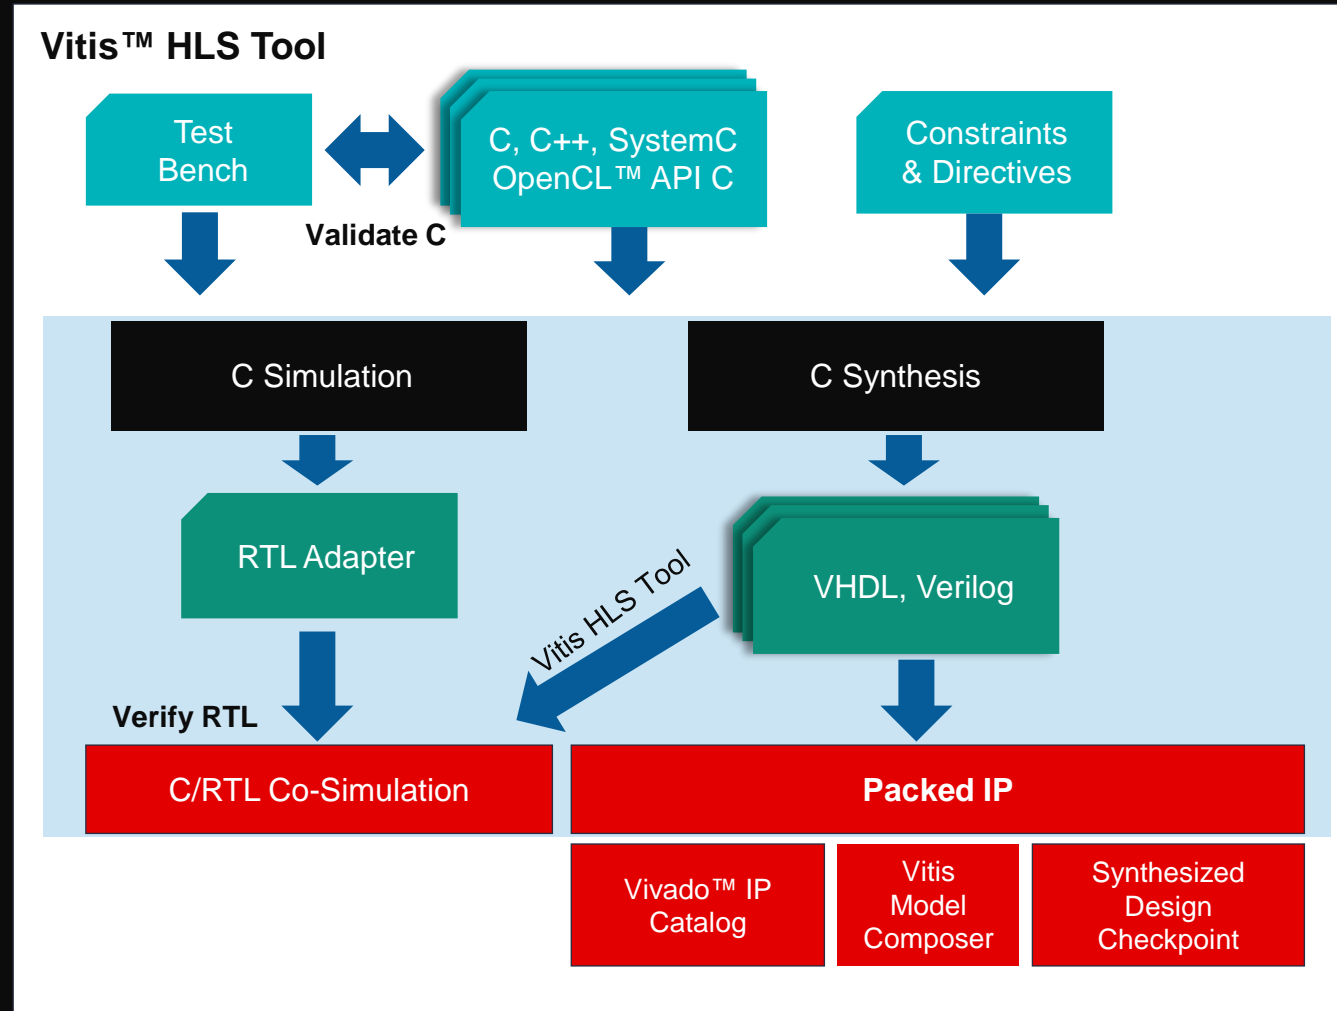 Vitis™ HLS Tool
Test
Bench
C, C++, SystemC
OpenCL™ API C
Constraints
& Directives
Validate C
C Simulation
C Synthesis
RTL Adapter
Vitis HLS Tool
VHDL, Verilog
Verify RTL
C/RTL Co-Simulation
Packed IP
Vivado™ IP
Catalog
Vitis
Model
Composer
Synthesized
Design
Checkpoint